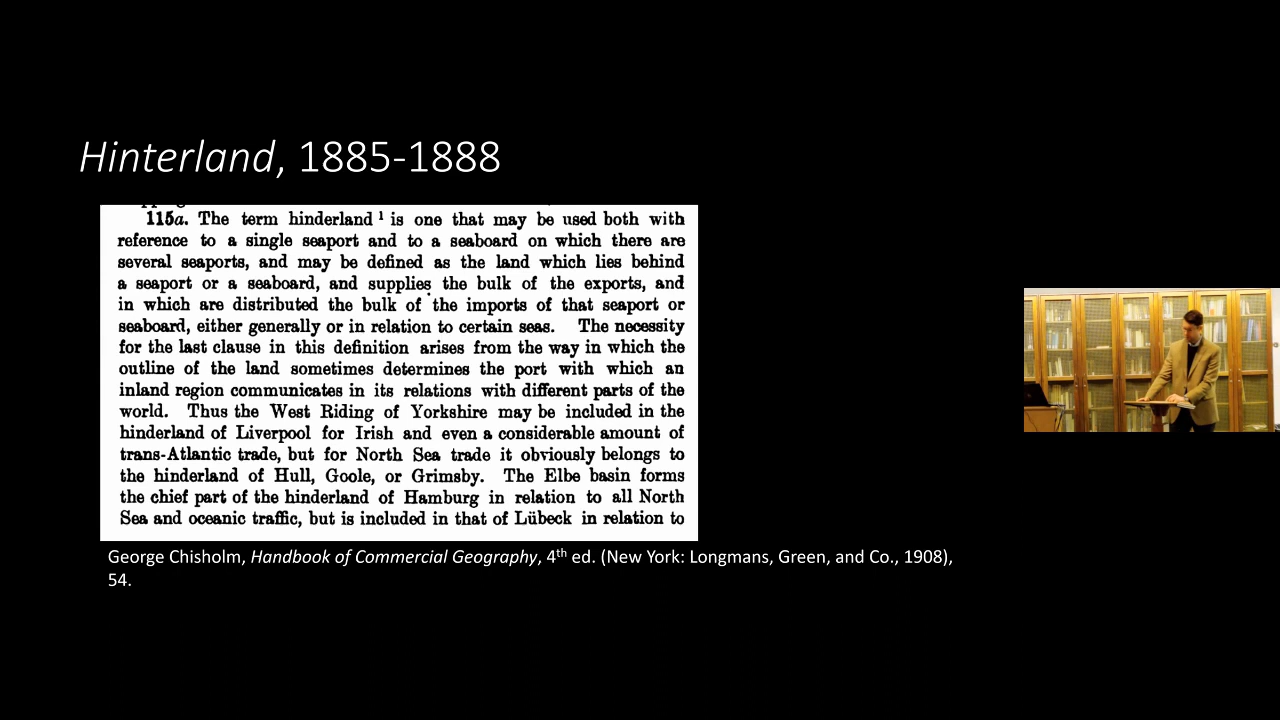 Hinterland, 1885-1888
115a. The term hinderland ¹ is one that may be used both with
reference to a single seaport and to a seaboard on which there are
several seaports, and may be defined as the land which lies behind
a seaport or a seaboard, and supplies the bulk of the exports, and
in which are distributed the bulk of the imports of that seaport or
seaboard, either generally or in relation to certain seas. The necessity
for the last clause in this definition arises from the way in which the
outline of the land sometimes determines the port with which an
inland region communicates in its relations with different parts of the
world. Thus the West Riding of Yorkshire may be included in the
hinderland of Liverpool for Irish and even a considerable amount of
trans-Atlantic trade, but for North Sea trade it obviously belongs to
the hinderland of Hull, Goole, or Grimsby. The Elbe basin forms
the chief part of the hinderland of Hamburg in relation to all North
Sea and oceanic traffic, but is included in that of Lübeck in relation to
George Chisholm, Handbook of Commercial Geography, 4th ed. (New York: Longmans, Green, and Co., 1908),
54.